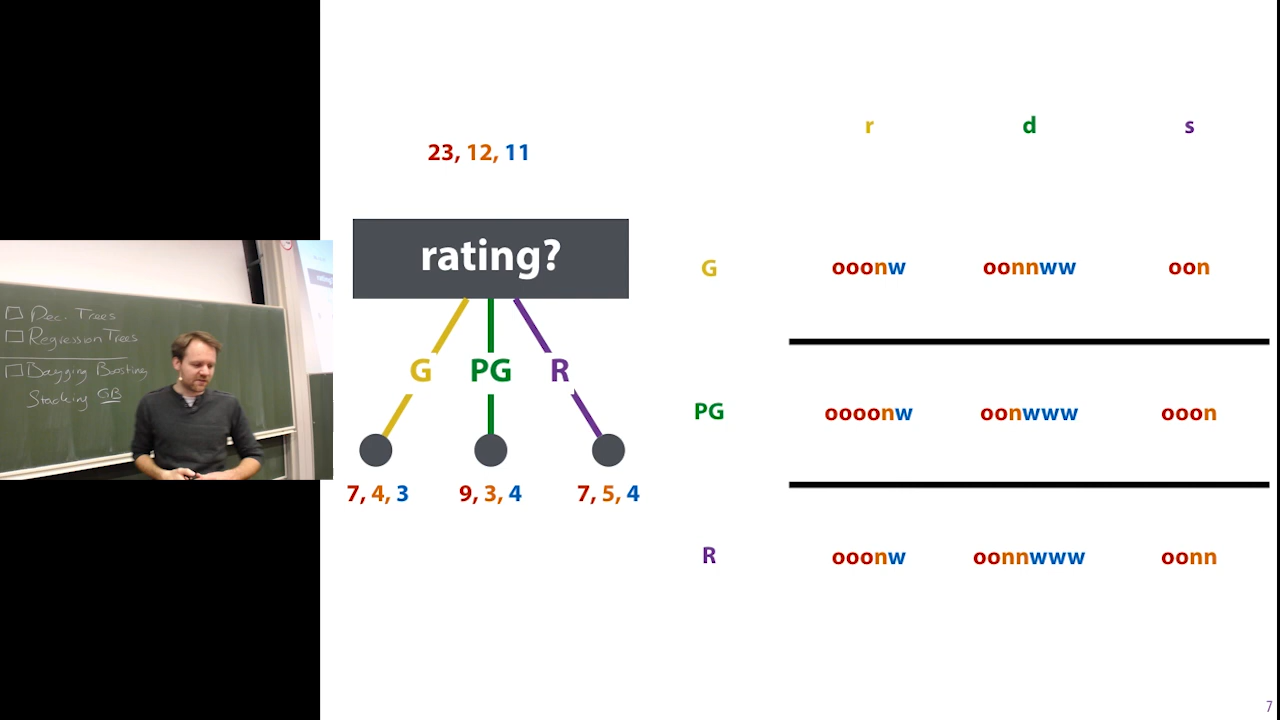 Dec. Trees
Regression Trees
Bagging Boosting
Stacking GB
23, 12, 11
rating?
G PG R
7, 4, 3 9, 3, 4 7, 5, 4
r d s
G ooonw oonnww oon
PG oooonw oonwww ooon
R ooonw oonnwww oonn
7